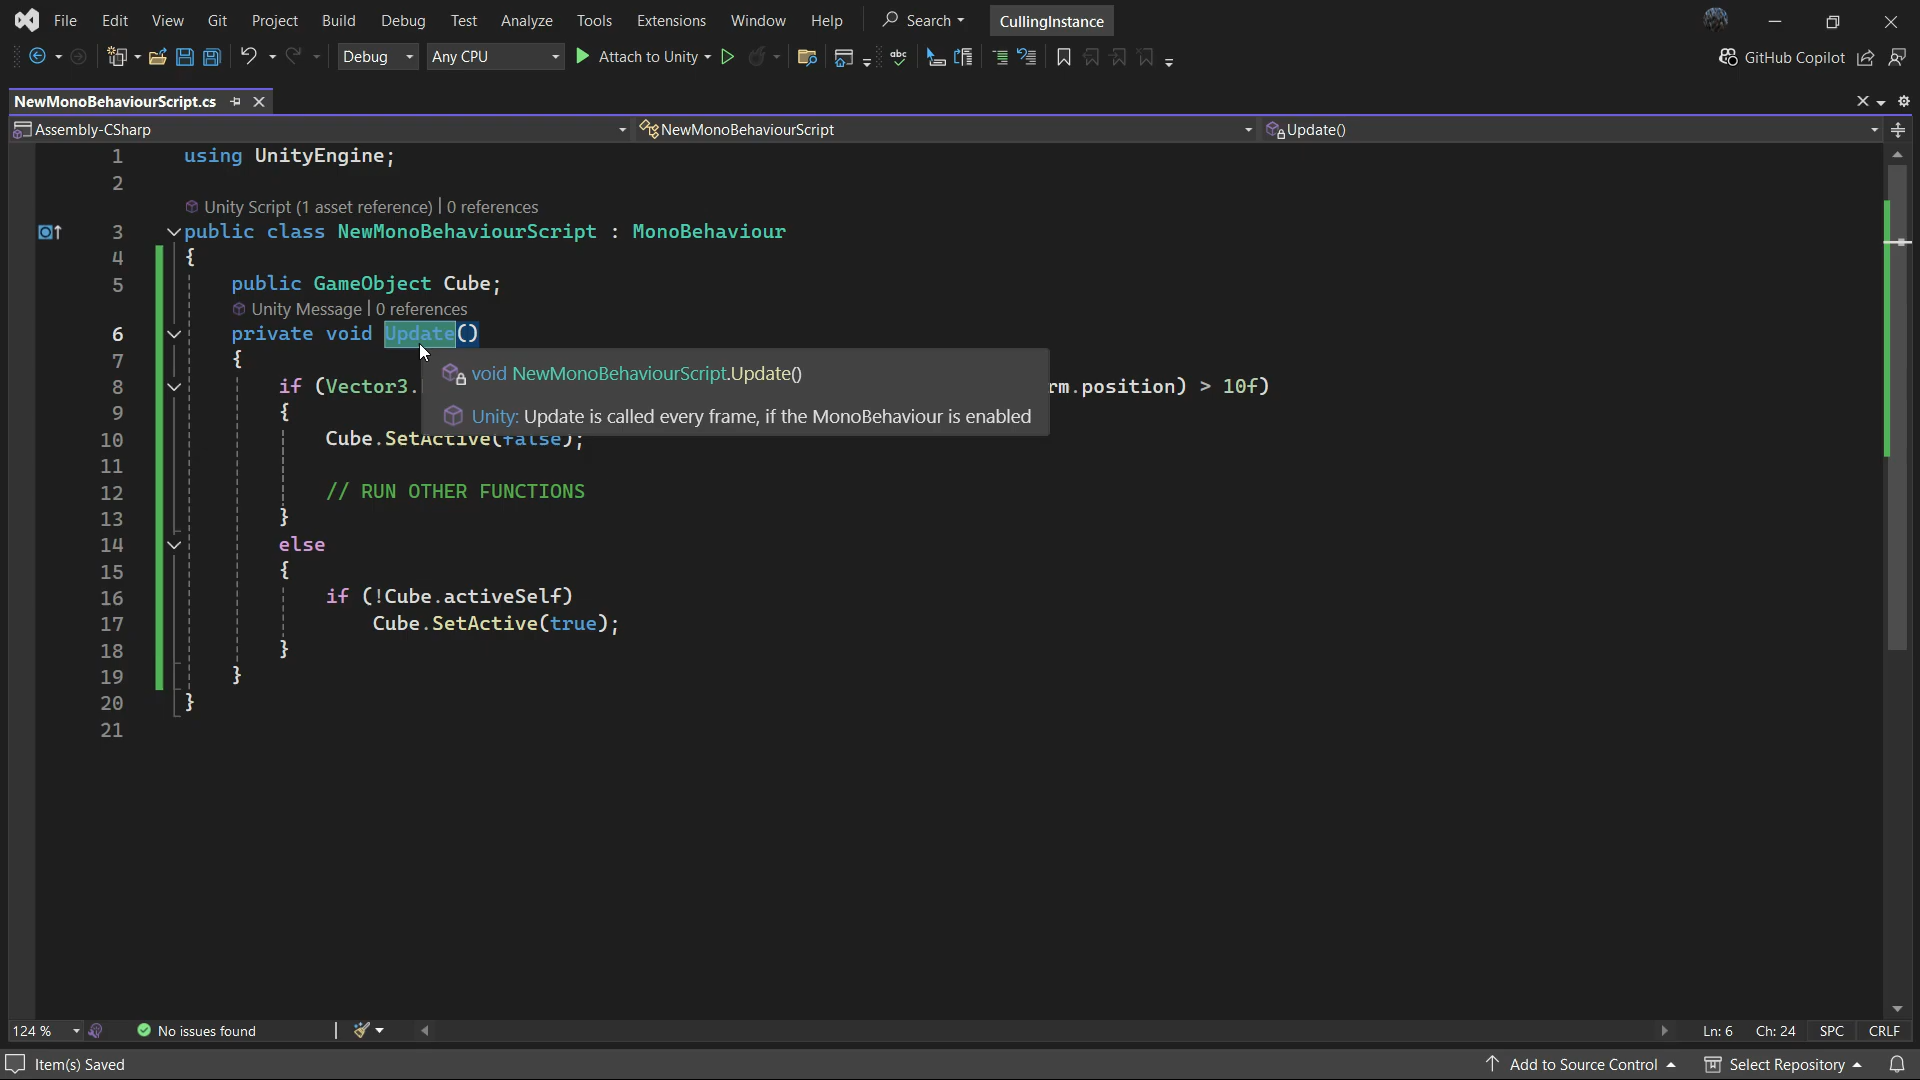 File Edit View Git Project Build Debug Test Analyze Tools Extensions Window Help Search CullingInstance
Debug Any CPU Attach to Unity GitHub Copilot
NewMonoBehaviourScript.cs
Assembly-CSharp NewMonoBehaviourScript Update()
1 using UnityEngine;
2
Unity Script (1 asset reference) | 0 references
3 public class NewMonoBehaviourScript : MonoBehaviour
4 {
5 public GameObject Cube;
Unity Message | 0 references
6 private void Update()
7 {
void NewMonoBehaviourScript.Update()
8 if (Vector3. rm.position) > 10f)
9 {
Unity: Update is called every frame, if the MonoBehaviour is enabled
10 Cube.SetActive(false);
11
12 // RUN OTHER FUNCTIONS
13 }
14 else
15 {
16 if (!Cube.activeSelf)
17 Cube.SetActive(true);
18 }
19 }
20 }
21
124 % No issues found Ln: 6 Ch: 24 SPC CRLF
Item(s) Saved Add to Source Control Select Repository